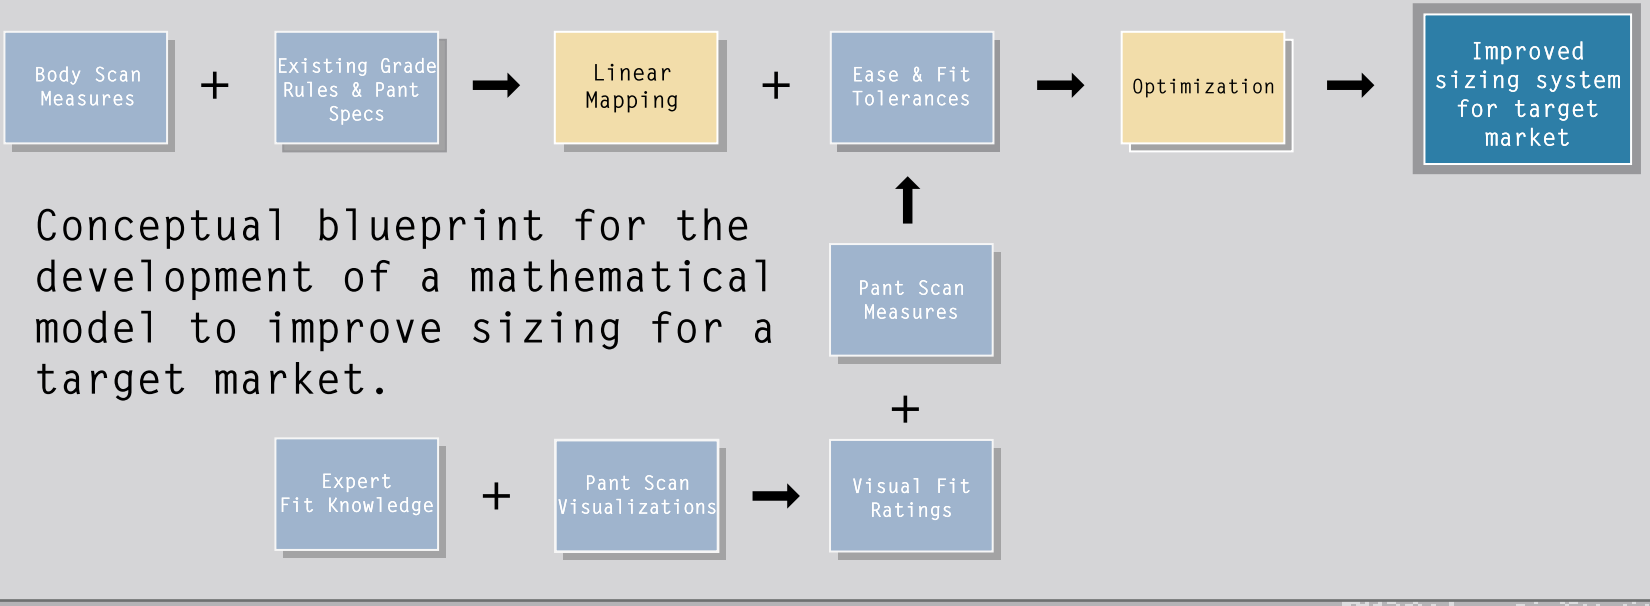 Body Scan
Measures
+
Existing Grade
Rules & Pant
Specs
Linear
Mapping
+
Ease & Fit
Tolerances
Optimization
Improved
sizing system
for target
market
Conceptual blueprint for the
development of a mathematical
model to improve sizing for a
target market.
Pant Scan
Measures
+
Expert
Fit Knowledge
+
Pant Scan
Visualizations
Visual Fit
Ratings